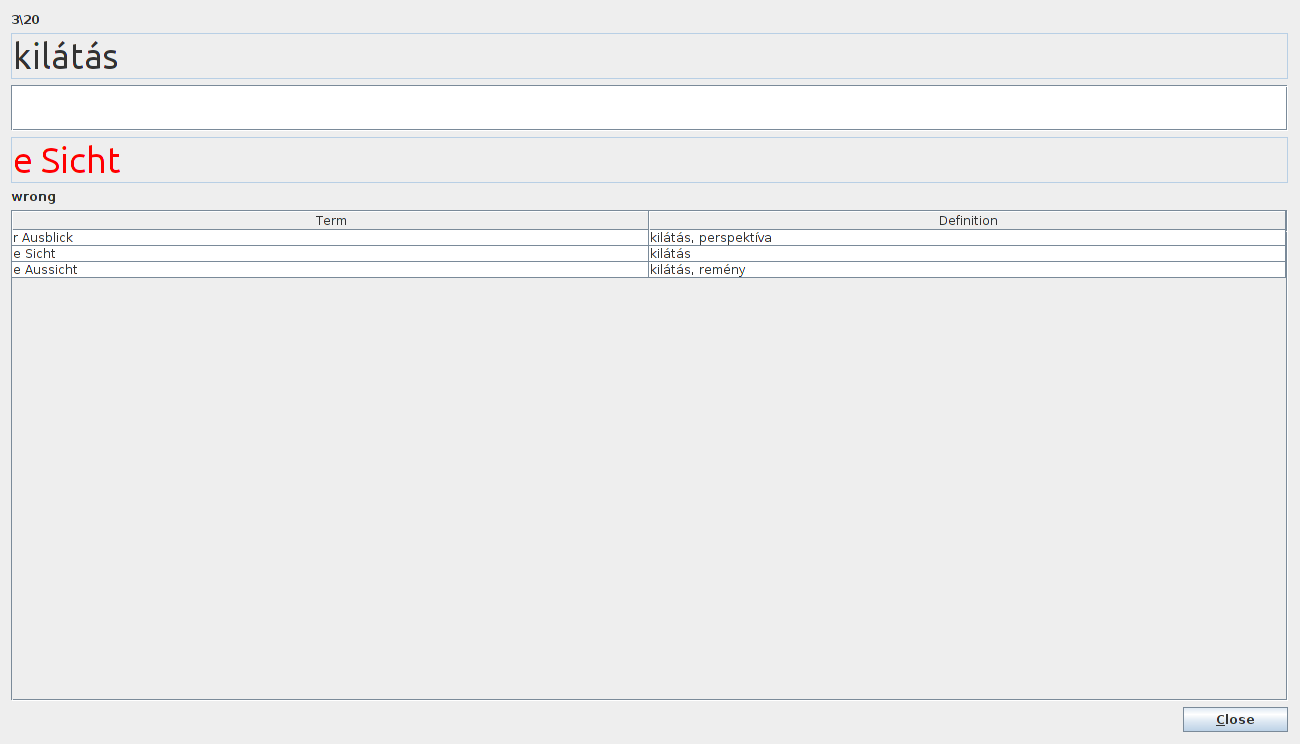 3\20
kilátás
e Sicht
wrong
Term Definition
r Ausblick kilátás, perspektíva
e Sicht kilátás
e Aussicht kilátás, remény
Close